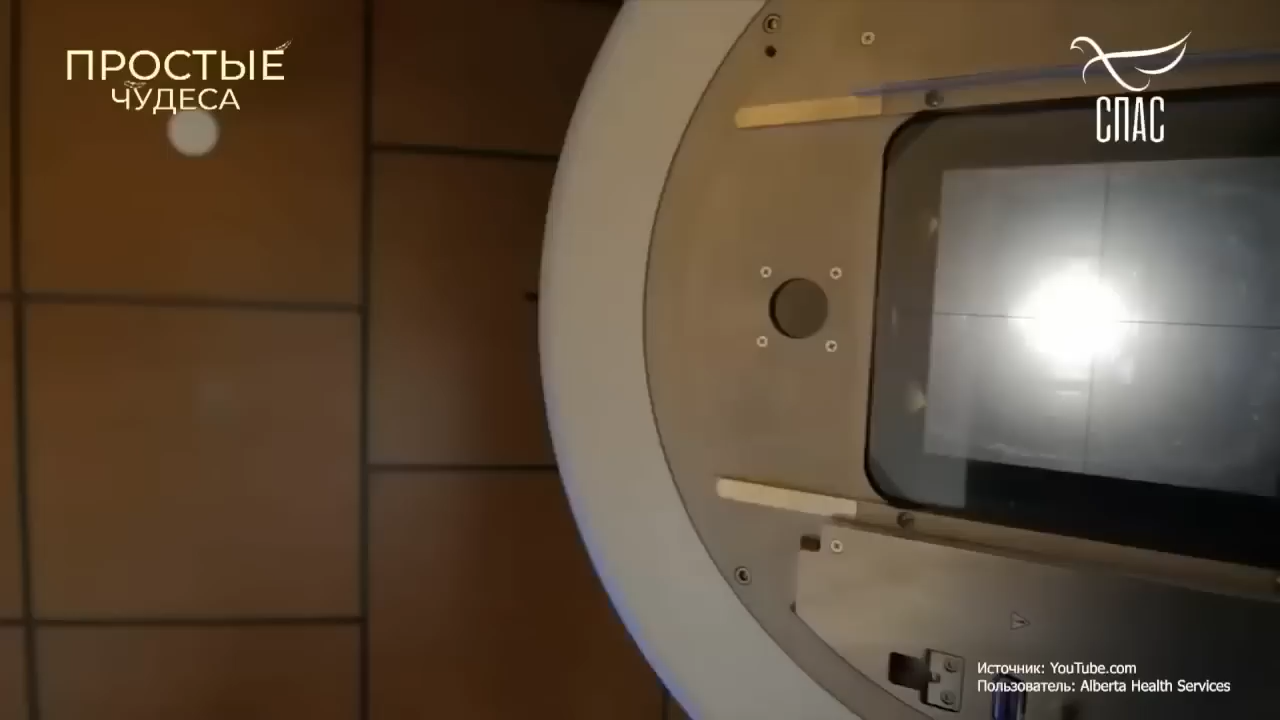 ПРОСТЫЕ
ЧУДЕСА
СПАС
Источник: YouTube.com
Пользователь: Alberta Health Services